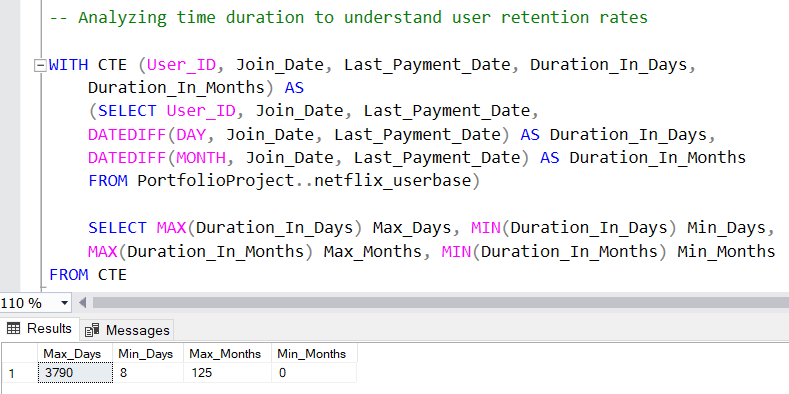 -- Analyzing time duration to understand user retention rates
WITH CTE (User_ID, Join_Date, Last_Payment_Date, Duration_In_Days,
Duration_In_Months) AS
(SELECT User_ID, Join_Date, Last_Payment_Date,
DATEDIFF(DAY, Join_Date, Last_Payment_Date) AS Duration_In_Days,
DATEDIFF(MONTH, Join_Date, Last_Payment_Date) AS Duration_In_Months
FROM PortfolioProject..netflix_userbase)
SELECT MAX(Duration_In_Days) Max_Days, MIN(Duration_In_Days) Min_Days,
MAX(Duration_In_Months) Max_Months, MIN(Duration_In_Months) Min_Months
FROM CTE
110 %
Results Messages
Max_Days Min_Days Max_Months Min_Months
1 3790 8 125 0